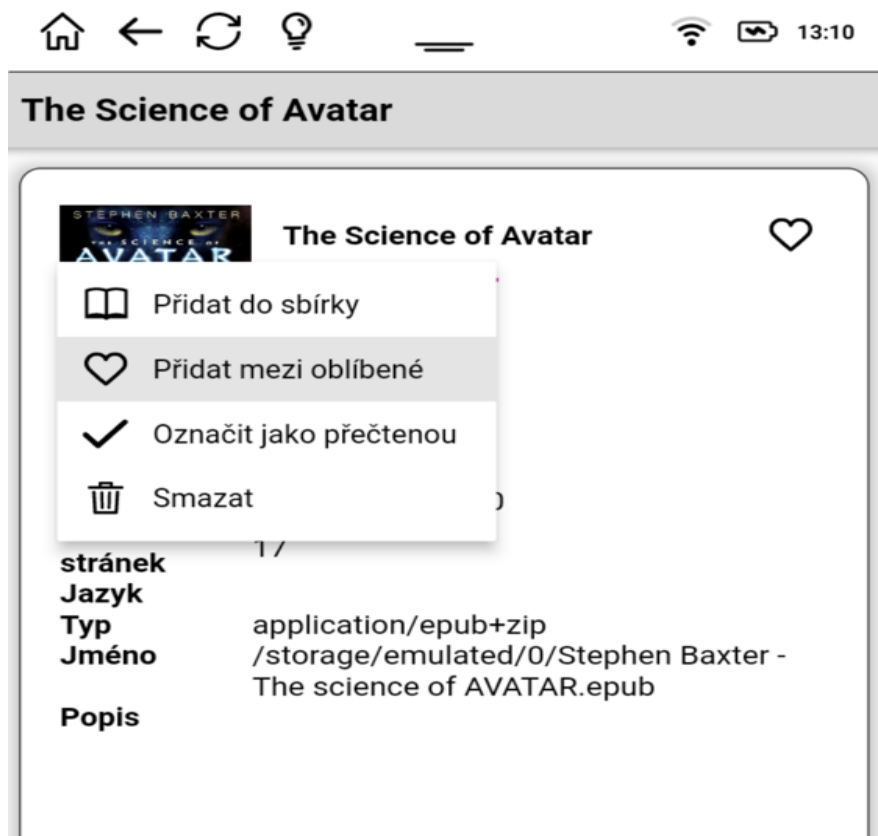 13:10
The Science of Avatar
STEPHEN BAXTER
THE SCIENCE OF
AVATAR
The Science of Avatar
Přidat do sbírky
Přidat mezi oblíbené
Označit jako přečtenou
Smazat
17
stránek
Jazyk
Typ application/epub+zip
Jméno /storage/emulated/0/Stephen Baxter -
The science of AVATAR.epub
Popis